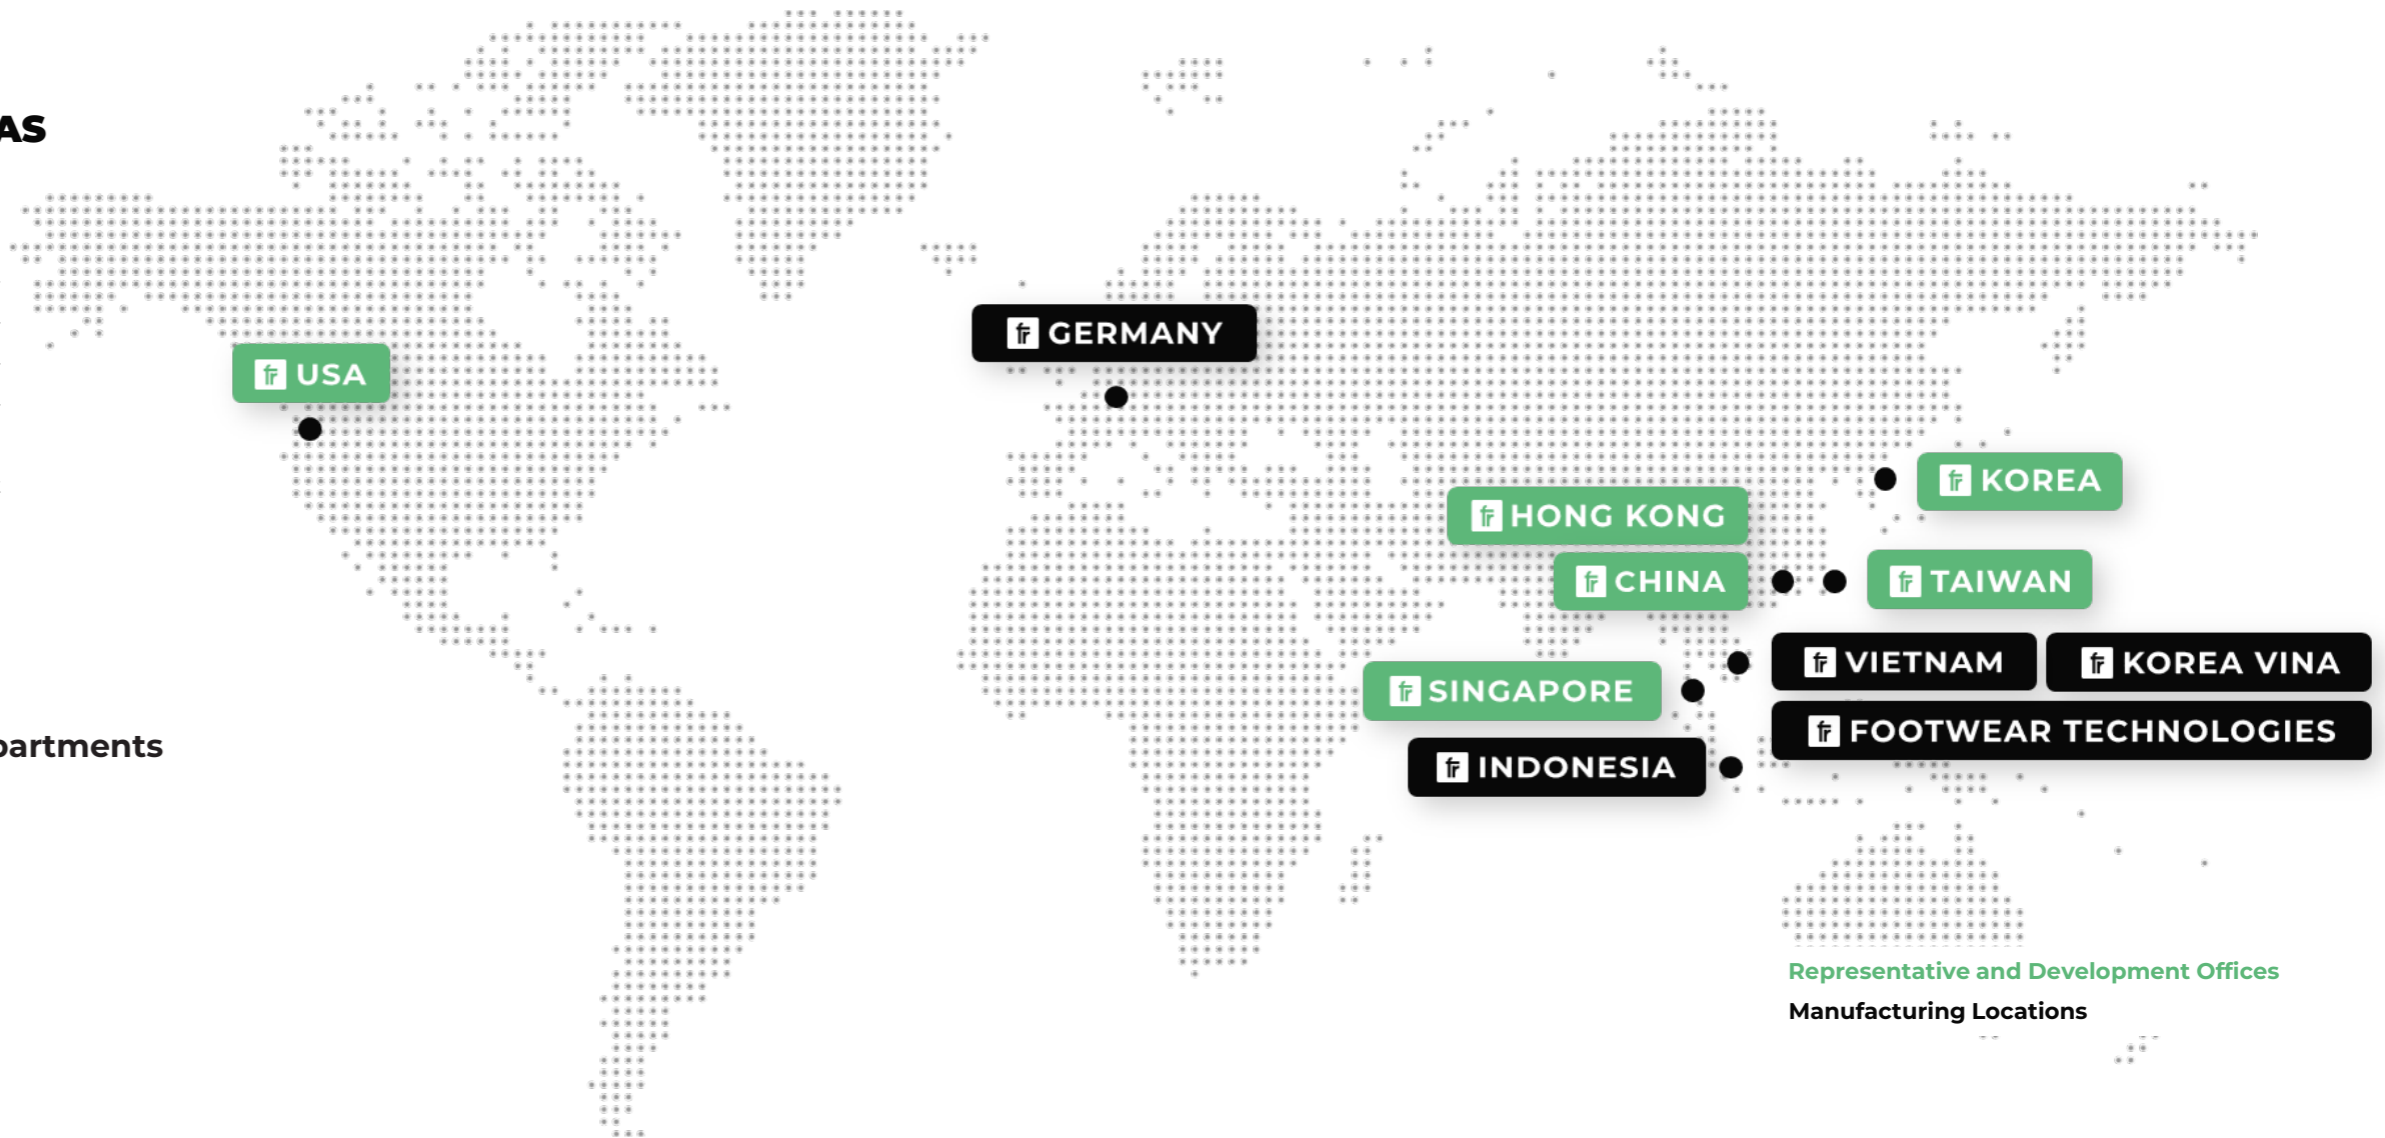 AS
GERMANY
USA
KOREA
HONG KONG
CHINA
TAIWAN
VIETNAM
KOREA VINA
SINGAPORE
FOOTWEAR TECHNOLOGIES
INDONESIA
partments
Representative and Development Offices
Manufacturing Locations